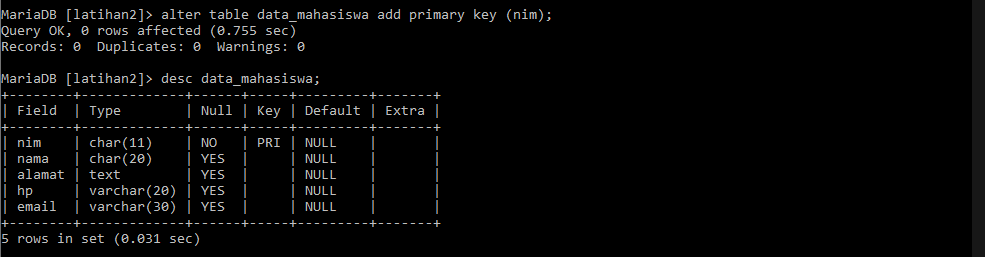 MariaDB [latihan2]> alter table data_mahasiswa add primary key (nim);
Query OK, 0 rows affected (0.755 sec)
Records: 0  Duplicates: 0  Warnings: 0

MariaDB [latihan2]> desc data_mahasiswa;
+--------+-------------+------+-----+---------+-------+
| Field  | Type        | Null | Key | Default | Extra |
+--------+-------------+------+-----+---------+-------+
| nim    | char(11)    | NO   | PRI | NULL    |       |
| nama   | char(20)    | YES  |     | NULL    |       |
| alamat | text        | YES  |     | NULL    |       |
| hp     | varchar(20) | YES  |     | NULL    |       |
| email  | varchar(30) | YES  |     | NULL    |       |
+--------+-------------+------+-----+---------+-------+
5 rows in set (0.031 sec)